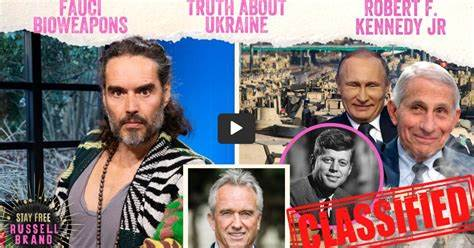 FAUCI
BIOWEAPONS
TRUTH ABOUT
UKRAINE
ROBERT F.
KENNEDY JR
STAY FREE
RUSSELL
BRAND
CLASSIFIED